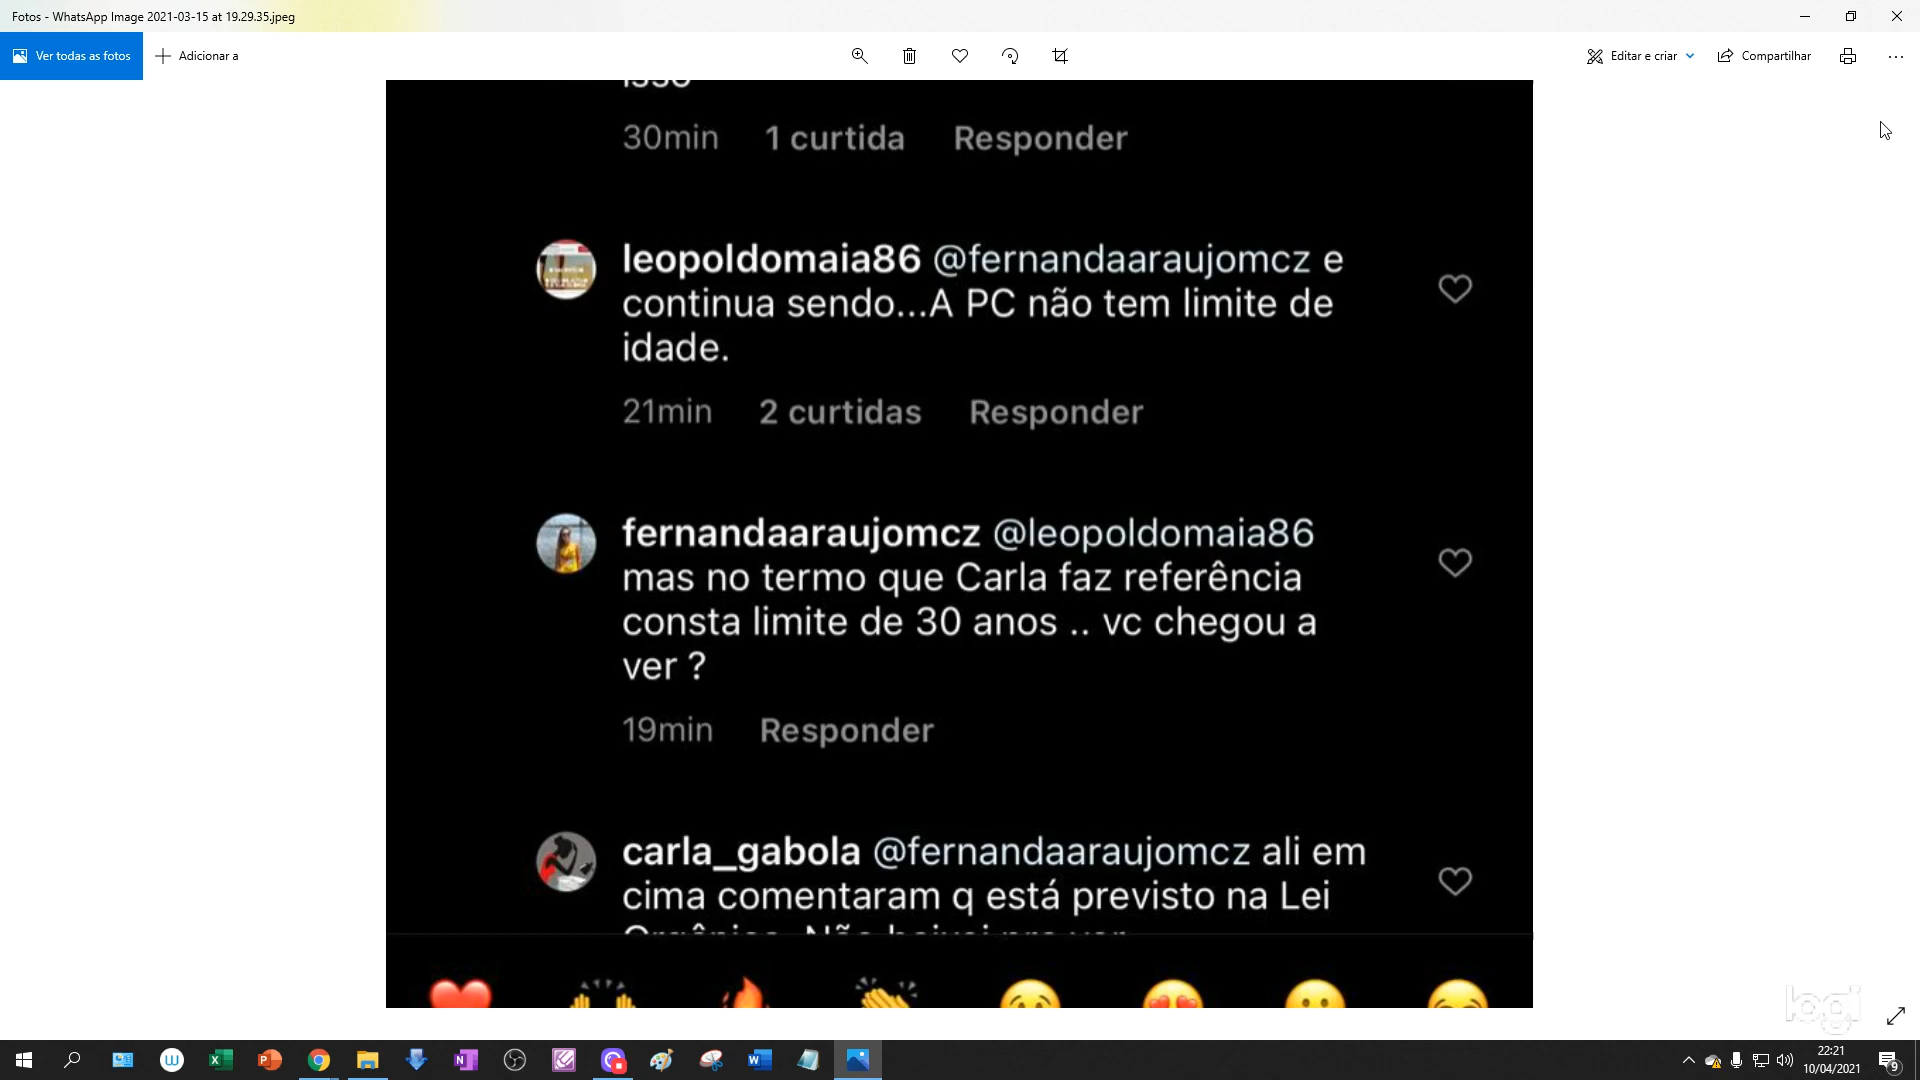 Fotos - WhatsApp Image 2021-03-15 at 19.29.35.jpeg
Ver todas as fotos
Adicionar a
Editar e criar
Compartilhar
isso
30min 1 curtida Responder
leopoldomaia86 @fernandaaraujomcz e
continua sendo...A PC não tem limite de
idade.
21min 2 curtidas Responder
fernandaaraujomcz @leopoldomaia86
mas no termo que Carla faz referência
consta limite de 30 anos .. vc chegou a
ver ?
19min Responder
carla_gabola @fernandaaraujomcz ali em
cima comentaram q está previsto na Lei
Orgânica. Não baixei pra ver
logi
22:21
10/04/2021
9